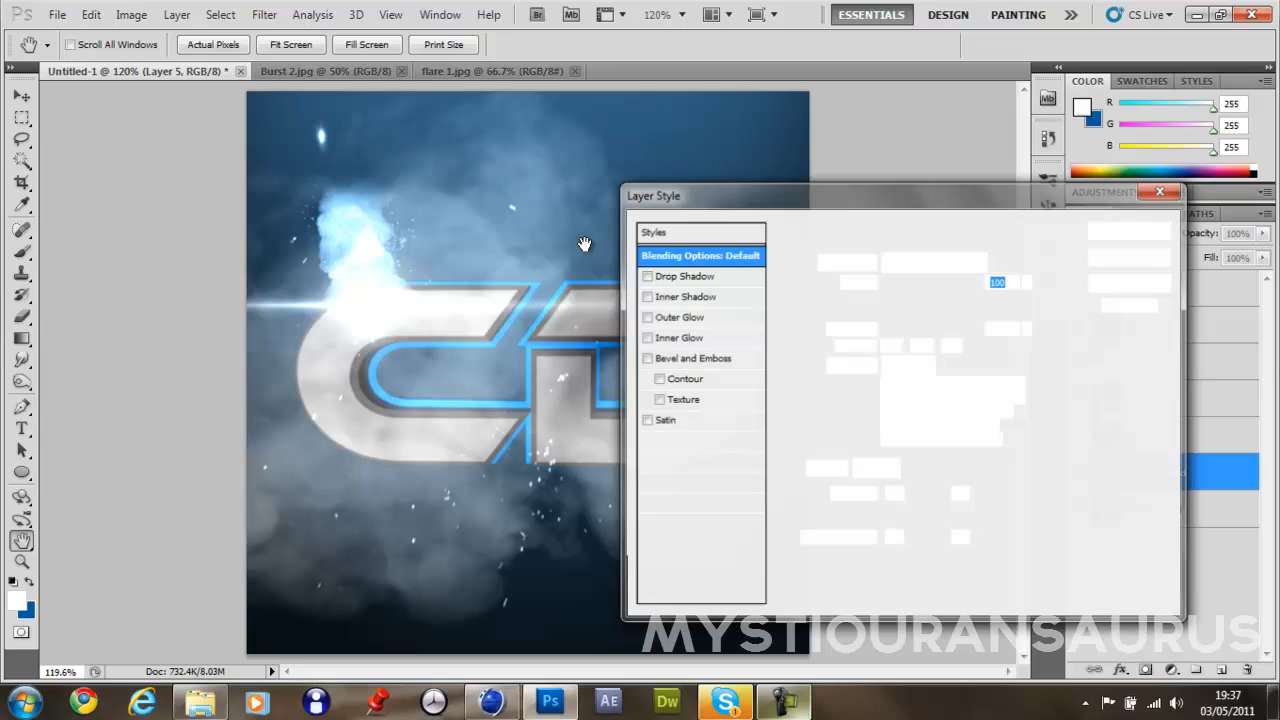 Ps File Edit Image Layer Select Filter Analysis 3D View Window Help Br Mb 120% ESSENTIALS DESIGN PAINTING CS Live
Scroll All Windows Actual Pixels Fit Screen Fill Screen Print Size
Untitled-1 @ 120% (Layer 5, RGB/8) * Burst 2.jpg @ 50% (RGB/8) flare 1.jpg @ 66.7% (RGB/8#)
COLOR SWATCHES STYLES
Mb
R 255
G 255
B 255
Layer Style
ADJUSTMENT
Styles
Blending Options: Default
Drop Shadow
100
Inner Shadow
Outer Glow
Inner Glow
Bevel and Emboss
Contour
Texture
Satin
ATHS
Opacity: 100%
Fill: 100%
T
MYSTIOURANSAURUS
119.6% Doc: 732.4K/8.03M
fx
Ps Ae Dw
19:37
03/05/2011